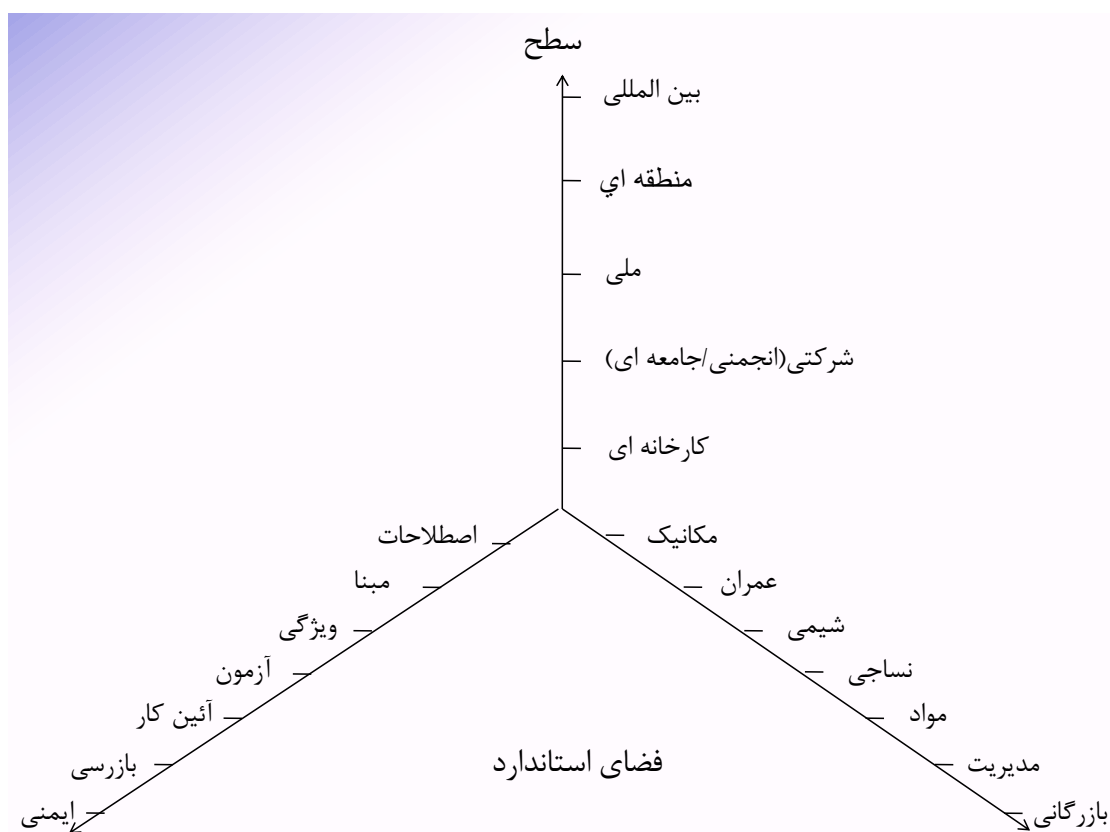 سطح
بین المللی
منطقه اي
ملی
شرکتی(انجمنی/جامعه ای)
کارخانه ای
مکانیک
عمران
شیمی
نساجی
مواد
مدیریت
بازرگانی
اصطلاحات
مبنا
ویژگی
آزمون
آئین کار
بازرسی
ایمنی
فضای استاندارد